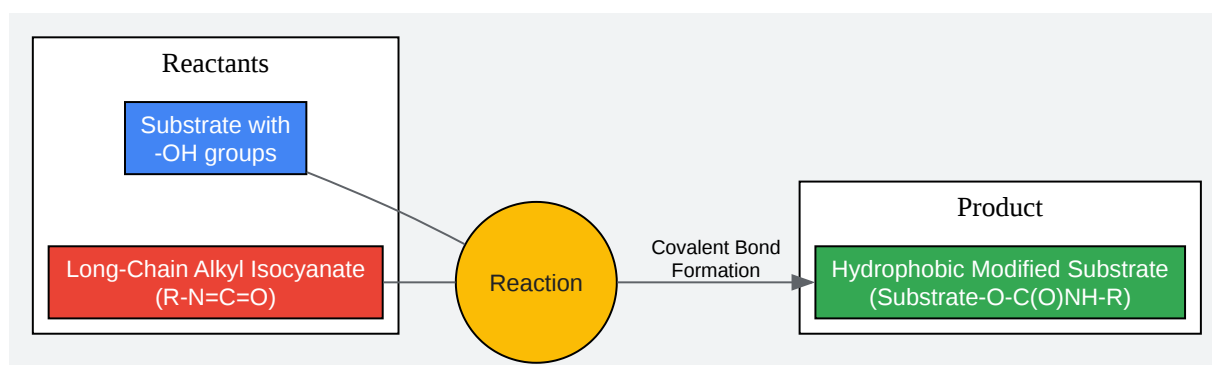 Reactants
Substrate with
-OH groups
Long-Chain Alkyl Isocyanate
(R-N=C=O)
Reaction
Covalent Bond
Formation
Product
Hydrophobic Modified Substrate
(Substrate-O-C(O)NH-R)